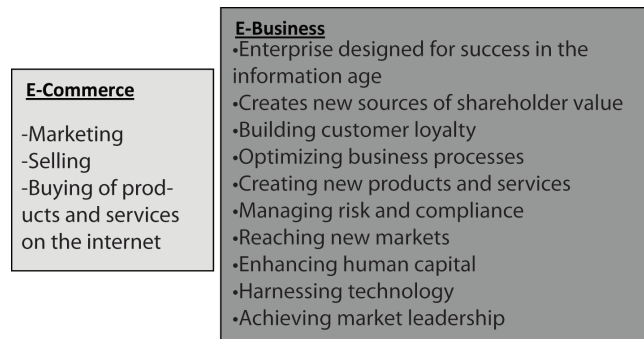 E-Commerce
-Marketing
-Selling
-Buying of prod-
ucts and services
on the internet
E-Business
•Enterprise designed for success in the
information age
•Creates new sources of shareholder value
•Building customer loyalty
•Optimizing business processes
•Creating new products and services
•Managing risk and compliance
•Reaching new markets
•Enhancing human capital
•Harnessing technology
•Achieving market leadership